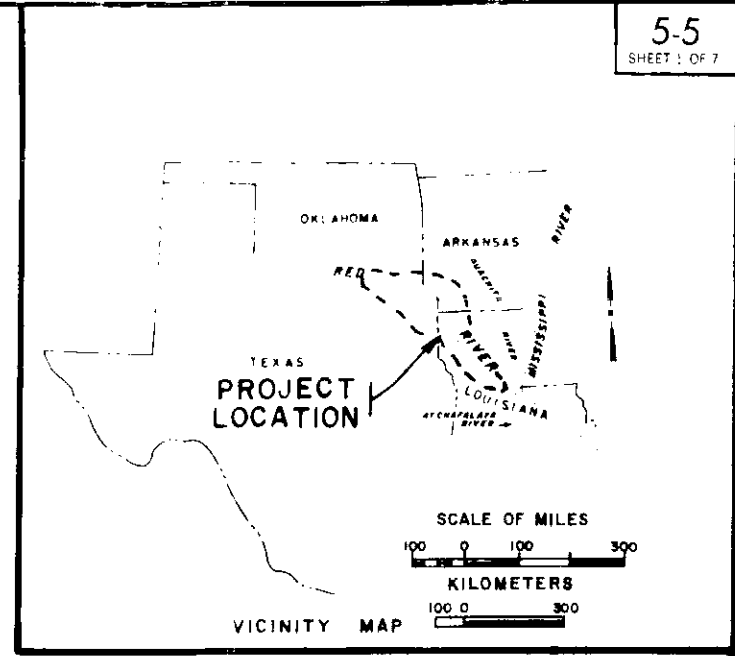 5-5
SHEET 1 OF 7
OKLAHOMA
ARKANSAS
RIVER
RED
OUACHITA
MISSISSIPPI
RIVER
RIVER
TEXAS
PROJECT
LOCATION
LOUISIANA
ATCHAFALAYA
RIVER
SCALE OF MILES
100 0 100 300
KILOMETERS
100 0 300
VICINITY MAP